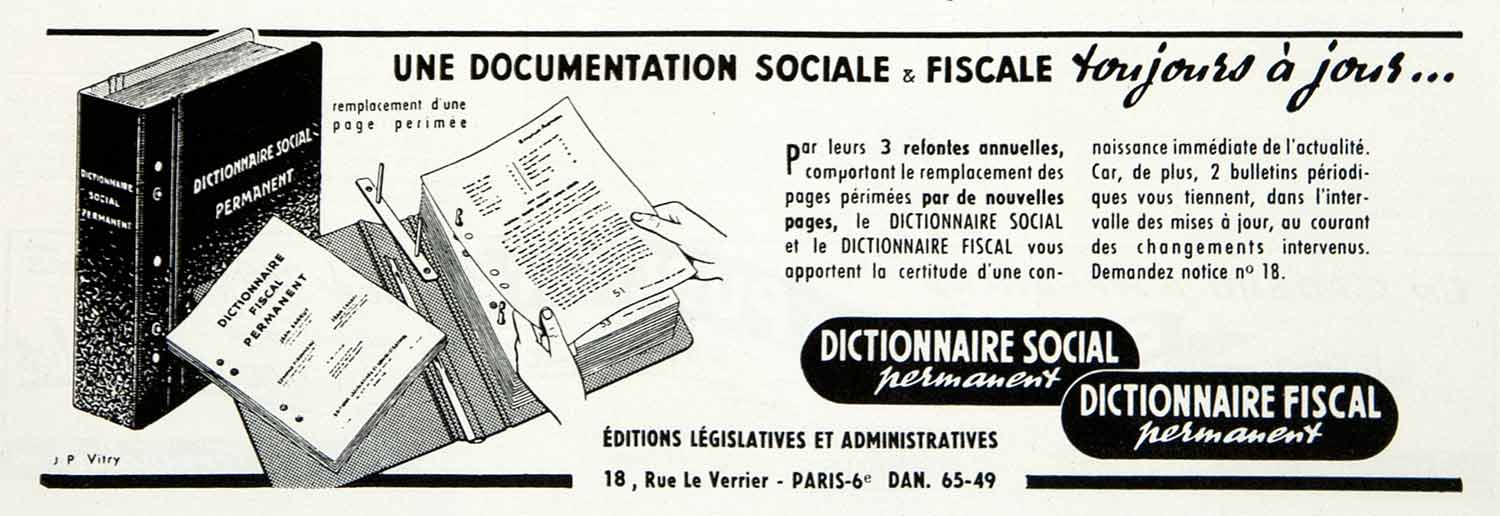 UNE DOCUMENTATION SOCIALE & FISCALE toujours à jour...
remplacement d'une
page perimée
DICTIONNAIRE SOCIAL
PERMANENT
DICTIONNAIRE
SOCIAL
PERMANENT
DICTIONNAIRE
FISCAL
PERMANENT
51
53
Par leurs 3 refontes annuelles,
comportant le remplacement des
pages périmées par de nouvelles
pages, le DICTIONNAIRE SOCIAL
et le DICTIONNAIRE FISCAL vous
apportent la certitude d'une con-
naissance immédiate de l'actualité.
Car, de plus, 2 bulletins périodi-
ques vous tiennent, dans l'inter-
valle des mises à jour, au courant
des changements intervenus.
Demandez notice nº 18.
DICTIONNAIRE SOCIAL
permanent
DICTIONNAIRE FISCAL
permanent
ÉDITIONS LÉGISLATIVES ET ADMINISTRATIVES
18, Rue Le Verrier - PARIS-6e DAN. 65-49
J P Vitry